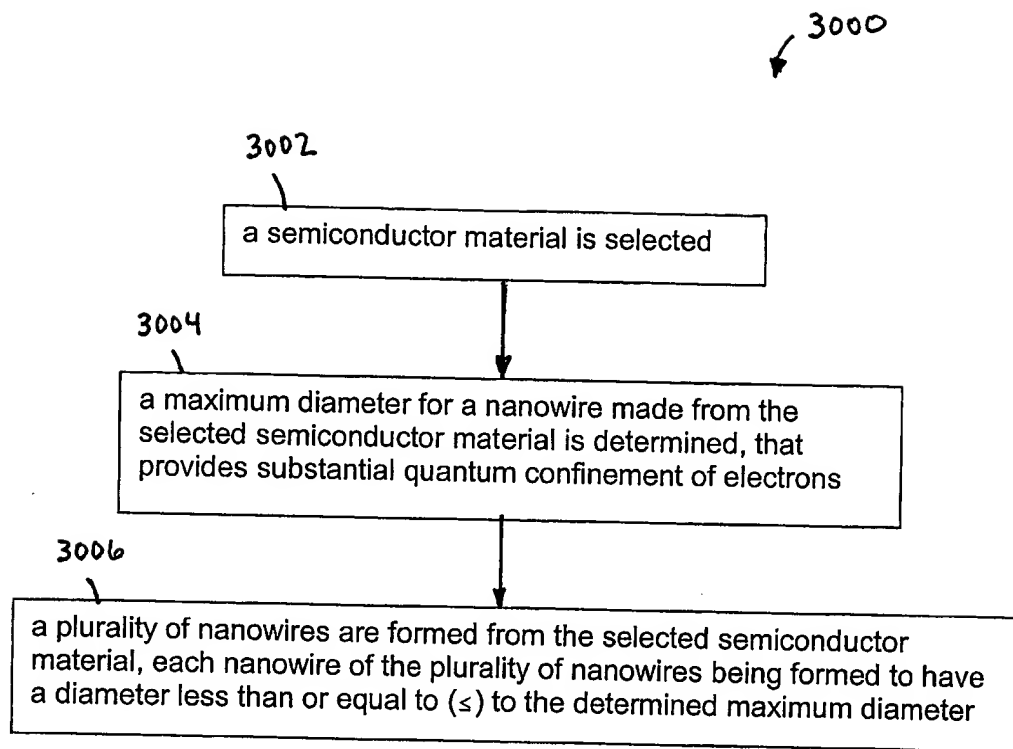 3000
3002
a semiconductor material is selected
3004
a maximum diameter for a nanowire made from the
selected semiconductor material is determined, that
provides substantial quantum confinement of electrons
3006
a plurality of nanowires are formed from the selected semiconductor
material, each nanowire of the plurality of nanowires being formed to have
a diameter less than or equal to (≤) to the determined maximum diameter